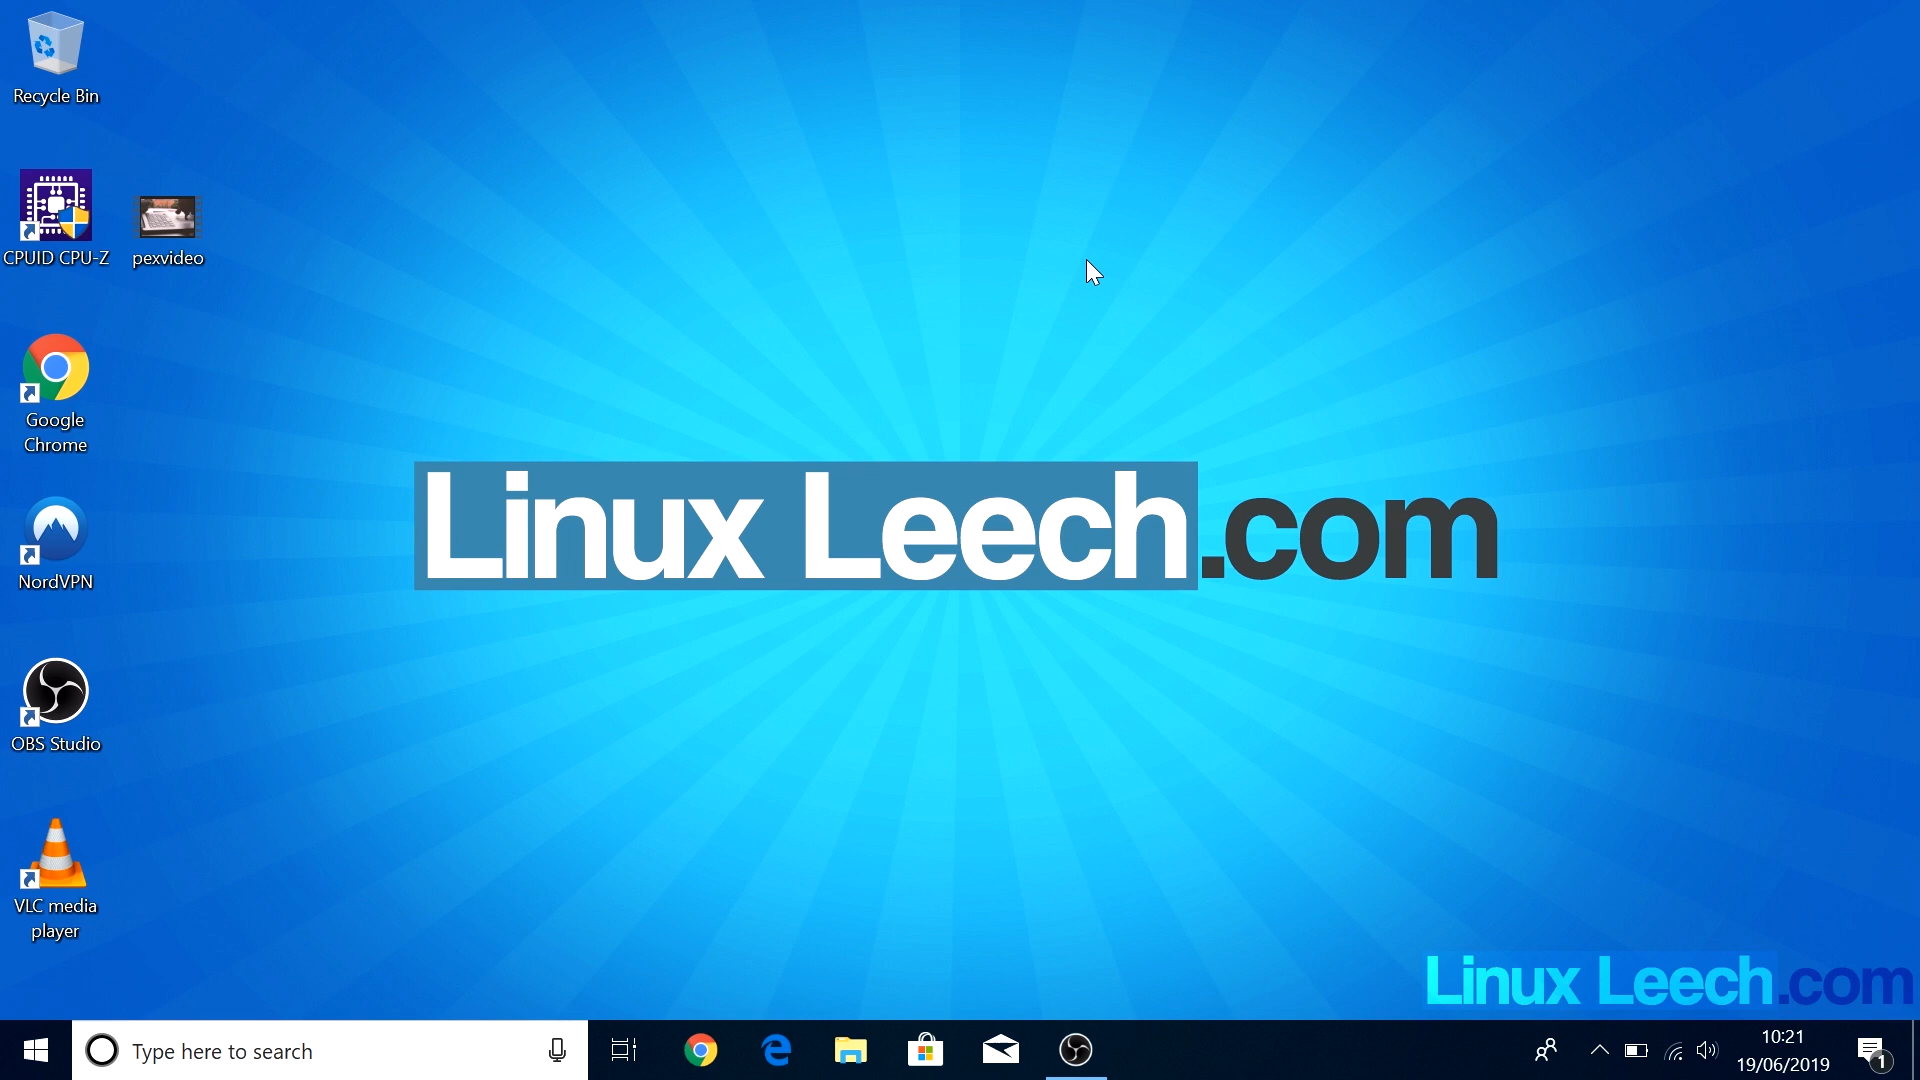 Recycle Bin
CPUID CPU-Z
pexvideo
Google
Chrome
NordVPN
OBS Studio
VLC media
player
Linux Leech.com
Linux Leech.com
Type here to search
10:21
19/06/2019
1